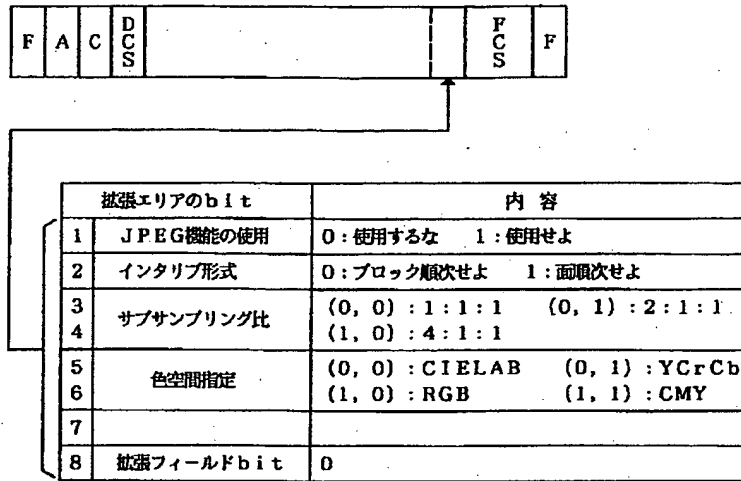 F A C DCS FCS F
拡張エリアのbit 内容
1 JPEG機能の使用 0:使用するな 1:使用せよ
2 インタリブ形式 0:ブロック順次せよ 1:面順次せよ
3 サブサンプリング比 (0, 0) :1:1:1 (0, 1) :2:1:1
4 (1, 0) :4:1:1
5 色空間指定 (0, 0) :CIELAB (0, 1) :YCrCb
6 (1, 0) :RGB (1, 1) :CMY
7
8 拡張フィールドbit 0